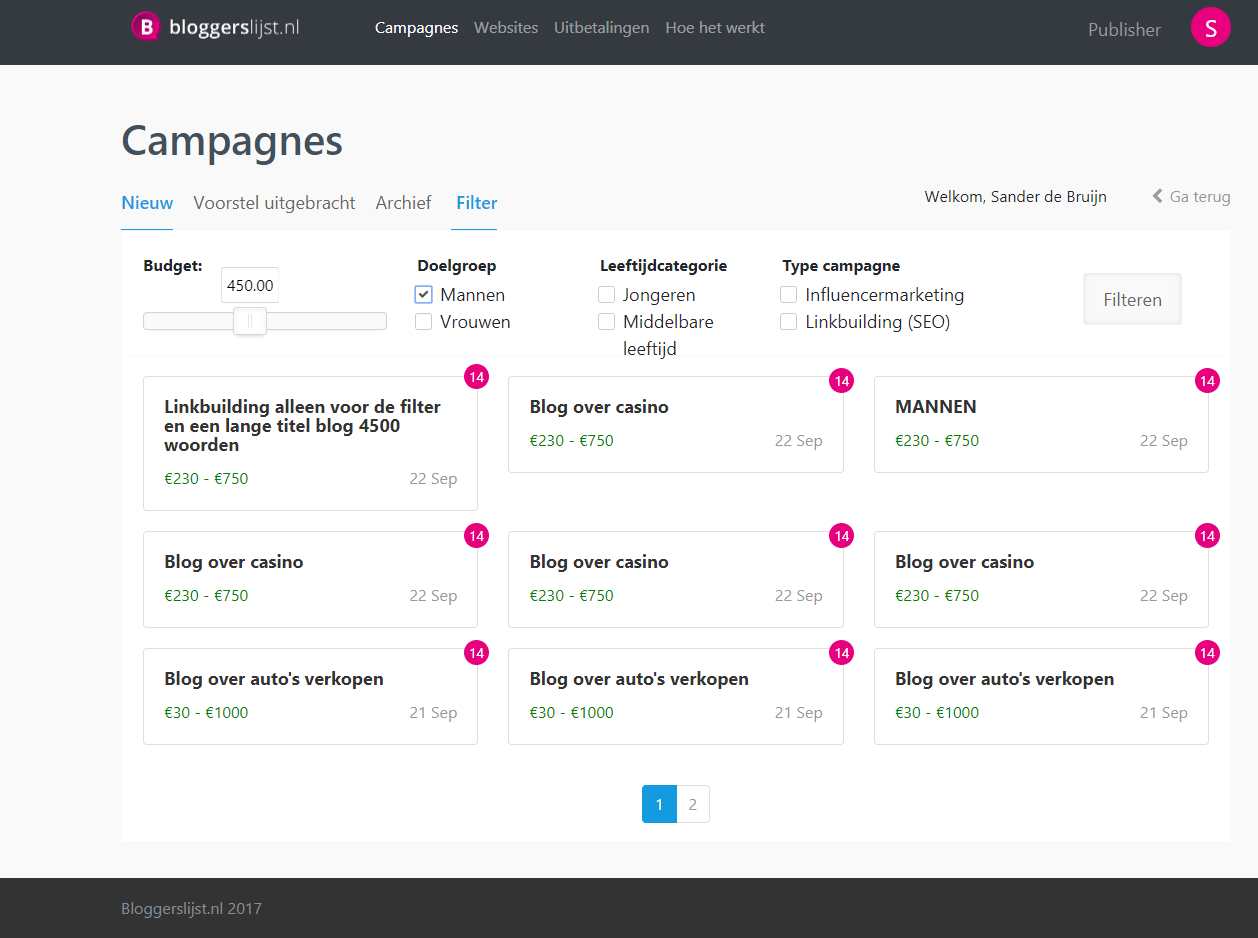 B bloggerslijst.nl
Campagnes Websites Uitbetalingen Hoe het werkt
Publisher S
Campagnes
Nieuw Voorstel uitgebracht Archief Filter
Welkom, Sander de Bruijn Ga terug
Budget: 450.00
Doelgroep
Mannen
Vrouwen
Leeftijdcategorie
Jongeren
Middelbare
leeftijd
Type campagne
Influencermarketing
Linkbuilding (SEO)
Filteren
14
Linkbuilding alleen voor de filter
en een lange titel blog 4500
woorden
€230 - €750 22 Sep
14
Blog over casino
€230 - €750 22 Sep
14
MANNEN
€230 - €750 22 Sep
14
Blog over casino
€230 - €750 22 Sep
14
Blog over casino
€230 - €750 22 Sep
14
Blog over casino
€230 - €750 22 Sep
14
Blog over auto's verkopen
€30 - €1000 21 Sep
14
Blog over auto's verkopen
€30 - €1000 21 Sep
14
Blog over auto's verkopen
€30 - €1000 21 Sep
1 2
Bloggerslijst.nl 2017